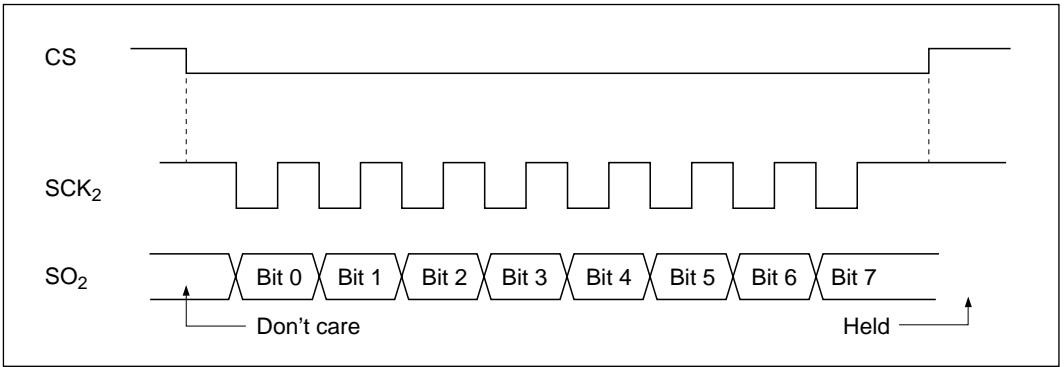 CS
SCK2
SO2
Bit 0 Bit 1 Bit 2 Bit 3 Bit 4 Bit 5 Bit 6 Bit 7
Don't care
Held